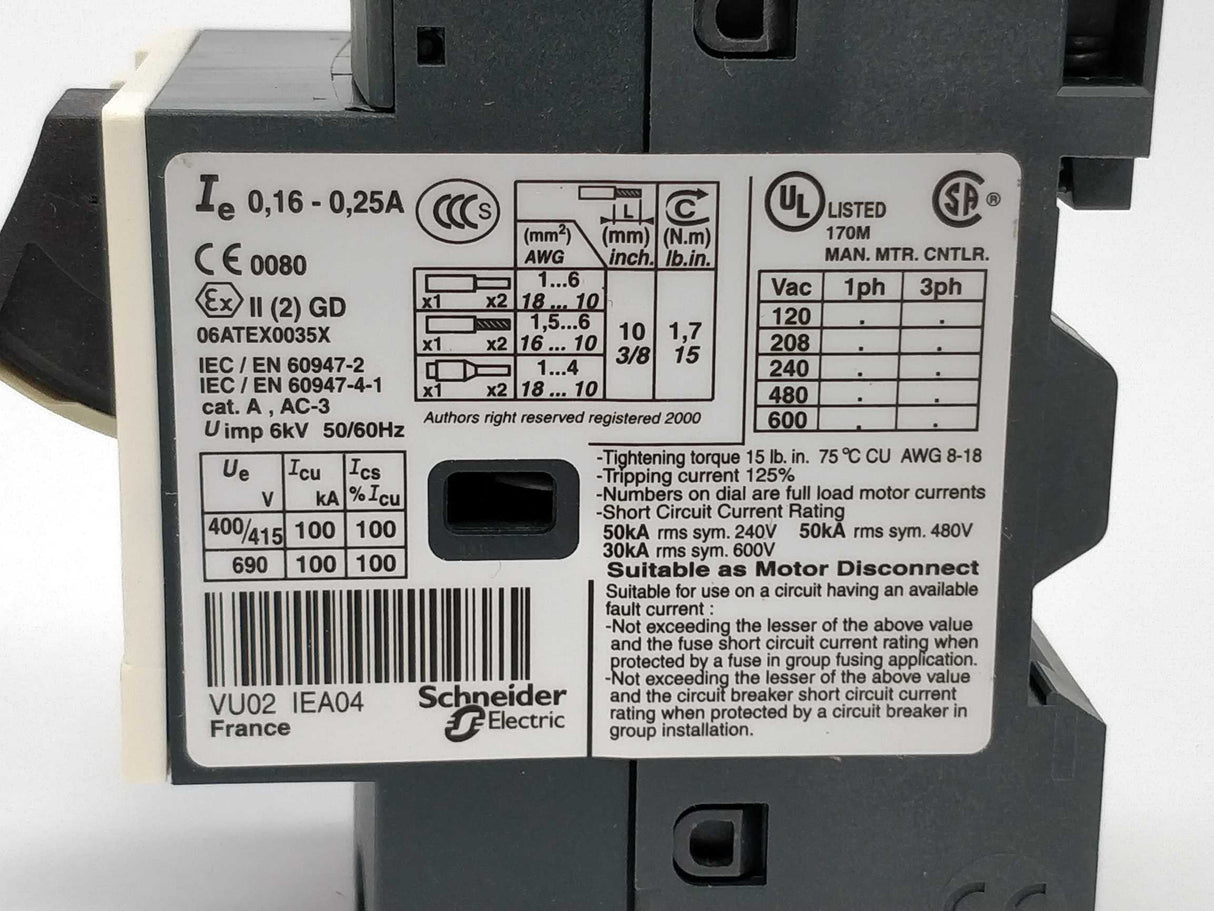 Ie 0,16 - 0,25A
CCC S
CE 0080
Ex II (2) GD
06ATEX0035X
IEC / EN 60947-2
IEC / EN 60947-4-1
cat. A , AC-3
U imp 6kV 50/60Hz
L
C
(mm²) (mm) (N.m)
AWG inch. lb.in.
x1 x2 1...6
18 ... 10
x1 x2 1,5...6
16 ... 10
x1 x2 1...4
18 ... 10
10 1,7
3/8 15
Authors right reserved registered 2000
UL LISTED
170M
SA ®
MAN. MTR. CNTLR.
Vac 1ph 3ph
120 . .
208 . .
240 . .
480 . .
600 . .
Ue Icu Ics
V kA % Icu
400/415 100 100
690 100 100
-Tightening torque 15 lb. in. 75 °C CU AWG 8-18
-Tripping current 125%
-Numbers on dial are full load motor currents
-Short Circuit Current Rating
50kA rms sym. 240V 50kA rms sym. 480V
30kA rms sym. 600V
Suitable as Motor Disconnect
Suitable for use on a circuit having an available
fault current :
-Not exceeding the lesser of the above value
and the fuse short circuit current rating when
protected by a fuse in group fusing application.
-Not exceeding the lesser of the above value
and the circuit breaker short circuit current
rating when protected by a circuit breaker in
group installation.
VU02 IEA04
France
Schneider
Electric
CE